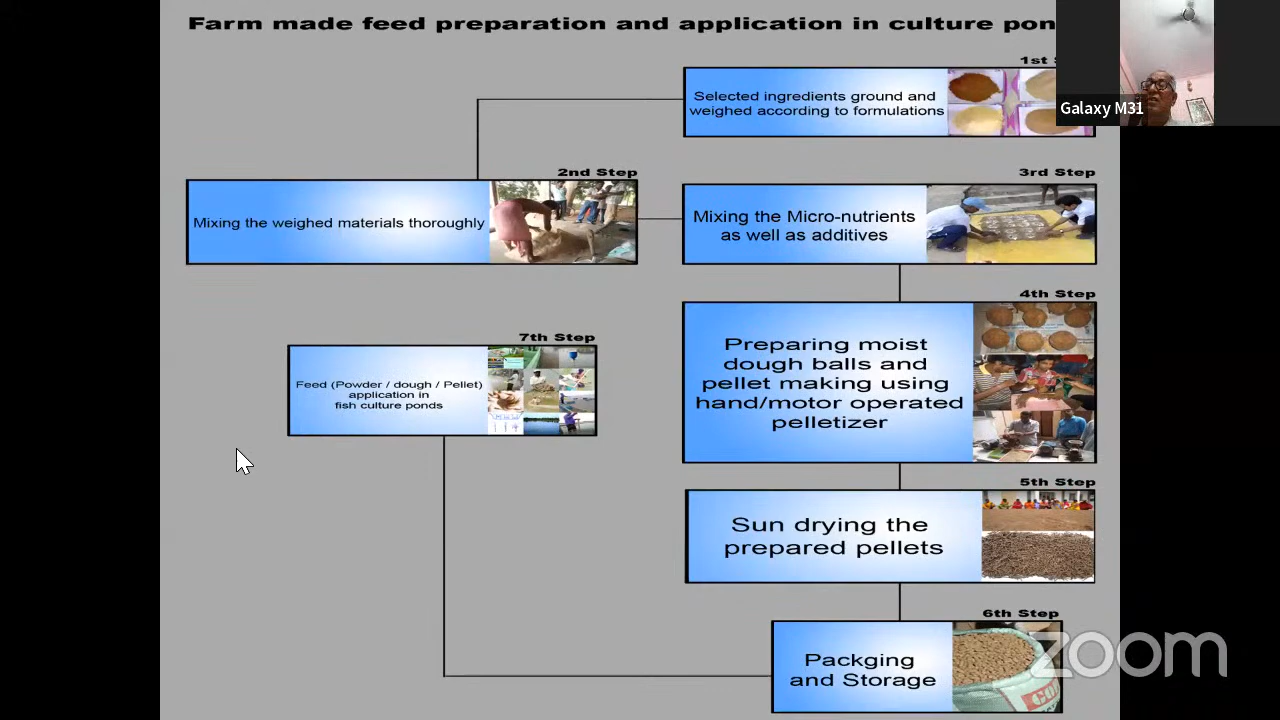 Farm made feed preparation and application in culture pon
1st
Selected ingredients ground and
weighed according to formulations
Galaxy M31
2nd Step
Mixing the weighed materials thoroughly
3rd Step
Mixing the Micro-nutrients
as well as additives
4th Step
Preparing moist
dough balls and
pellet making using
hand/motor operated
pelletizer
5th Step
Sun drying the
prepared pellets
6th Step
Packging
and Storage
7th Step
Feed (Powder / dough / Pellet)
application in
fish culture ponds
zoom